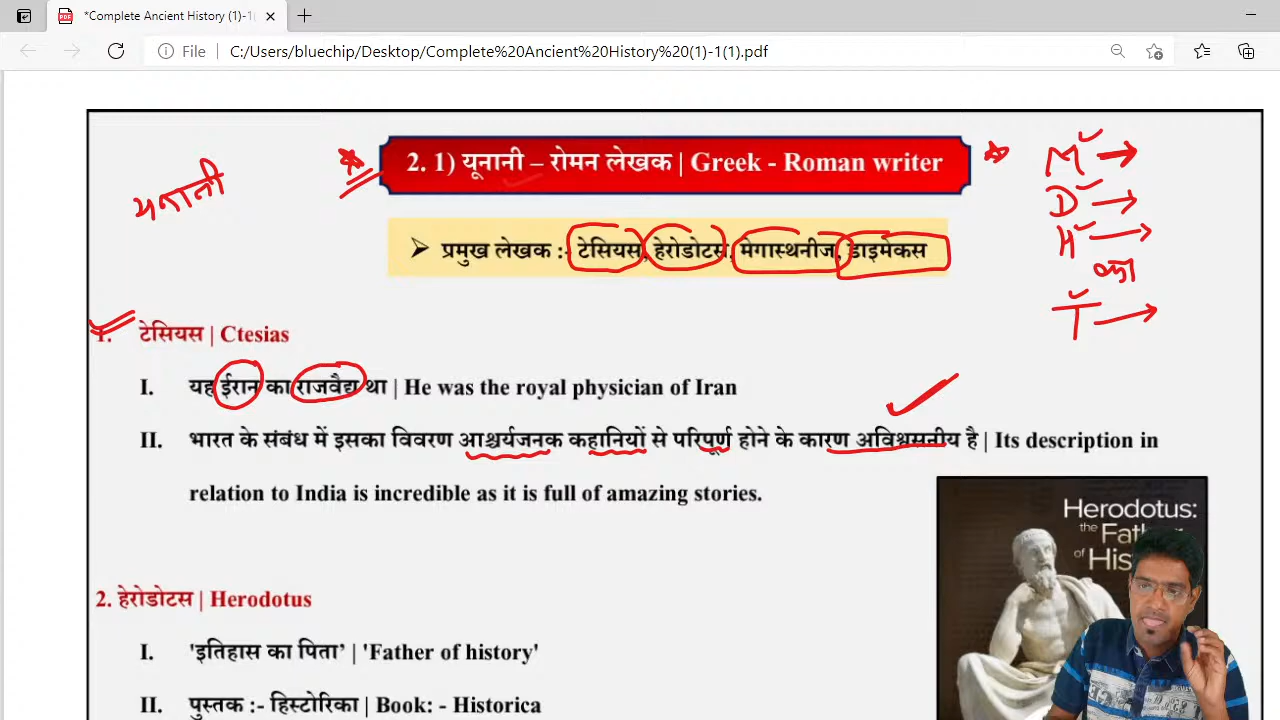 *Complete Ancient History (1)-1(
File C:/Users/bluechip/Desktop/Complete%20Ancient%20History%20(1)-1(1).pdf
2. 1) यूनानी – रोमन लेखक | Greek - Roman writer
यूनानी
M →
D →
H →
का
T →
➤ प्रमुख लेखक :- टेसियस, हेरोडोटस, मेगास्थनीज, डाइमेकस
1. टेसियस | Ctesias
I. यह ईरान का राजवैद्य था | He was the royal physician of Iran
II. भारत के संबंध में इसका विवरण आश्चर्यजनक कहानियों से परिपूर्ण होने के कारण अविश्वसनीय है | Its description in
relation to India is incredible as it is full of amazing stories.
Herodotus:
the Fat
of His
2. हेरोडोटस | Herodotus
I. 'इतिहास का पिता’ | 'Father of history'
II. पुस्तक :- हिस्टोरिका | Book: - Historica